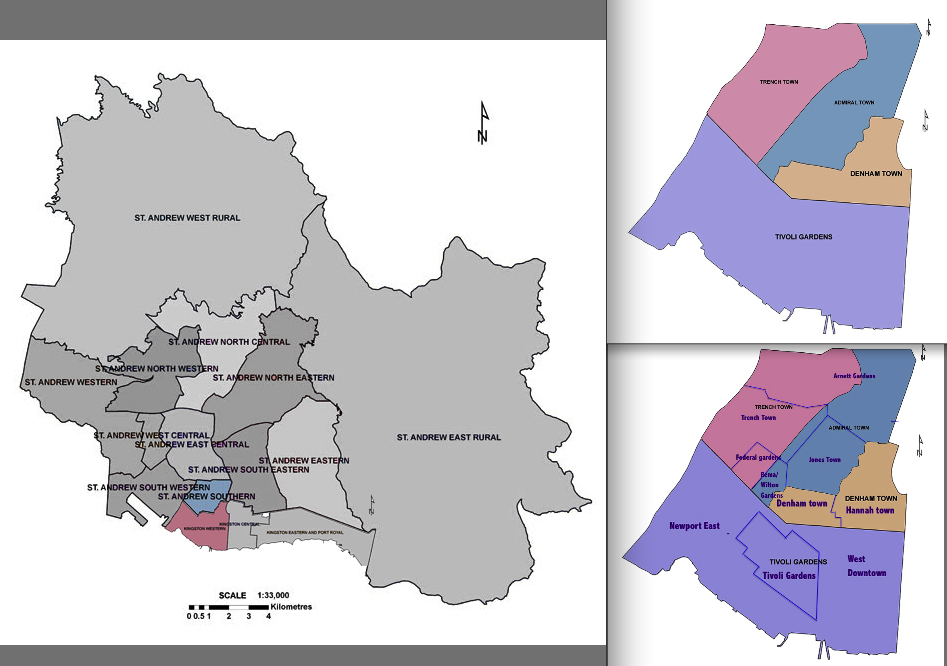 N
ST. ANDREW WEST RURAL
ST. ANDREW NORTH CENTRAL
ST. ANDREW NORTH WESTERN
ST. ANDREW NORTH EASTERN
ST. ANDREW WESTERN
ST. ANDREW WEST CENTRAL
ST. ANDREW EAST CENTRAL
ST. ANDREW EAST RURAL
ST. ANDREW EASTERN
ST. ANDREW SOUTH EASTERN
ST. ANDREW SOUTH WESTERN
ST. ANDREW SOUTHERN
KINGSTON CENTRAL
KINGSTON WESTERN
KINGSTON EASTERN AND PORT ROYAL
SCALE 1:33,000
Kilometres
0 0.5 1 2 3 4
TRENCH TOWN
ADMIRAL TOWN
DENHAM TOWN
TIVOLI GARDENS
Arnett Gardens
TRENCH TOWN
Trench Town
ADMIRAL TOWN
Federal gardens
Jones Town
Rema/
Wilton
Gardens
DENHAM TOWN
Denham town
Hannah town
Newport East
TIVOLI GARDENS
Tivoli Gardens
West
Downtown